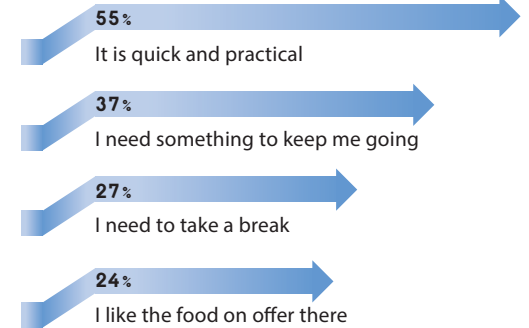 55%
It is quick and practical
37%
I need something to keep me going
27%
I need to take a break
24%
I like the food on offer there